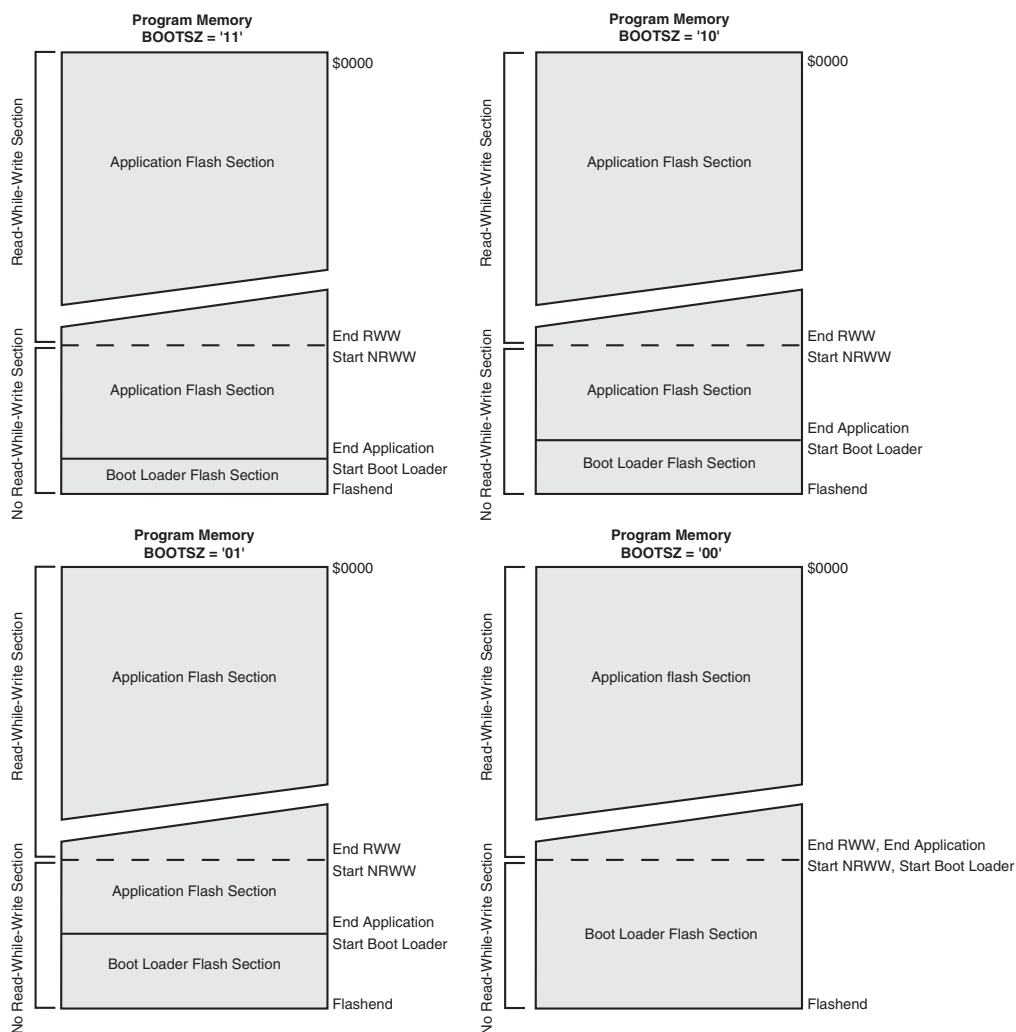 Program Memory
BOOTSZ = '11'
$0000
Read-While-Write Section
Application Flash Section
End RWW
Start NRWW
No Read-While-Write Section
Application Flash Section
End Application
Start Boot Loader
Boot Loader Flash Section
Flashend
Program Memory
BOOTSZ = '10'
$0000
Read-While-Write Section
Application Flash Section
End RWW
Start NRWW
No Read-While-Write Section
Application Flash Section
End Application
Start Boot Loader
Boot Loader Flash Section
Flashend
Program Memory
BOOTSZ = '01'
$0000
Read-While-Write Section
Application Flash Section
End RWW
Start NRWW
No Read-While-Write Section
Application Flash Section
End Application
Start Boot Loader
Boot Loader Flash Section
Flashend
Program Memory
BOOTSZ = '00'
$0000
Read-While-Write Section
Application flash Section
End RWW, End Application
Start NRWW, Start Boot Loader
No Read-While-Write Section
Boot Loader Flash Section
Flashend